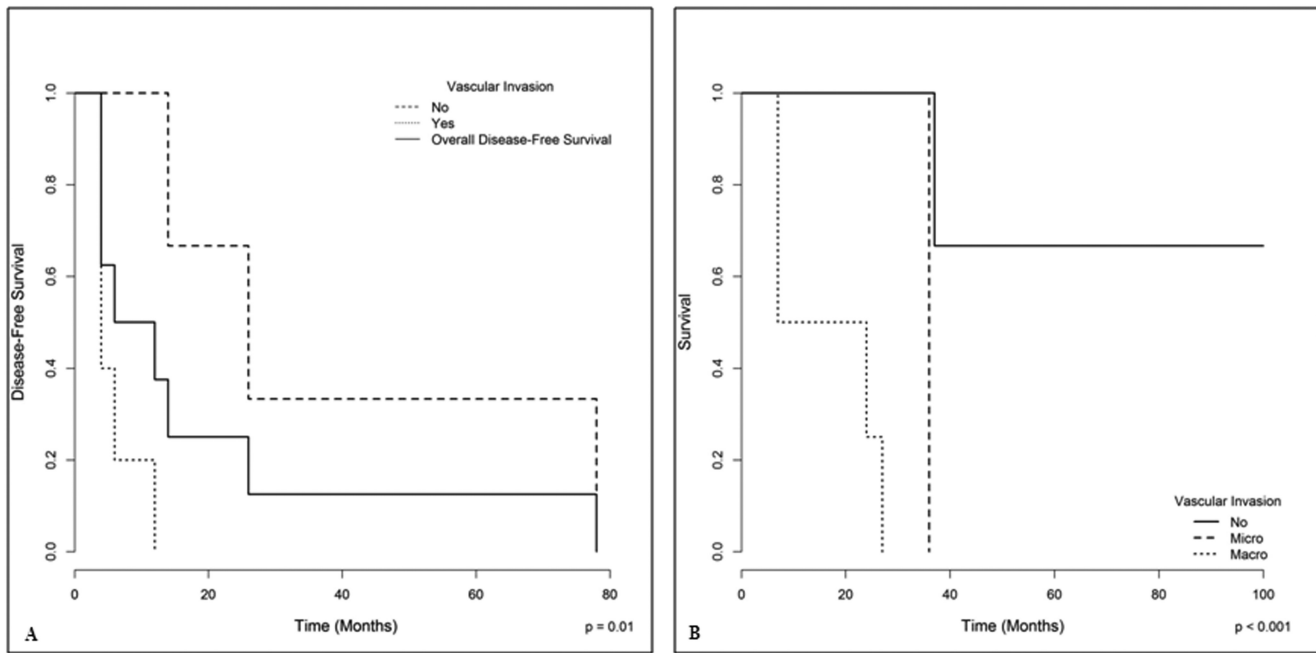 Vascular Invasion
No
Yes
Overall Disease-Free Survival
Disease-Free Survival
1.0
0.8
0.6
0.4
0.2
0.0
0 20 40 60 80
Time (Months)
A
p = 0.01
Survival
1.0
0.8
0.6
0.4
0.2
0.0
Vascular Invasion
No
Micro
Macro
0 20 40 60 80 100
Time (Months)
B
p < 0.001